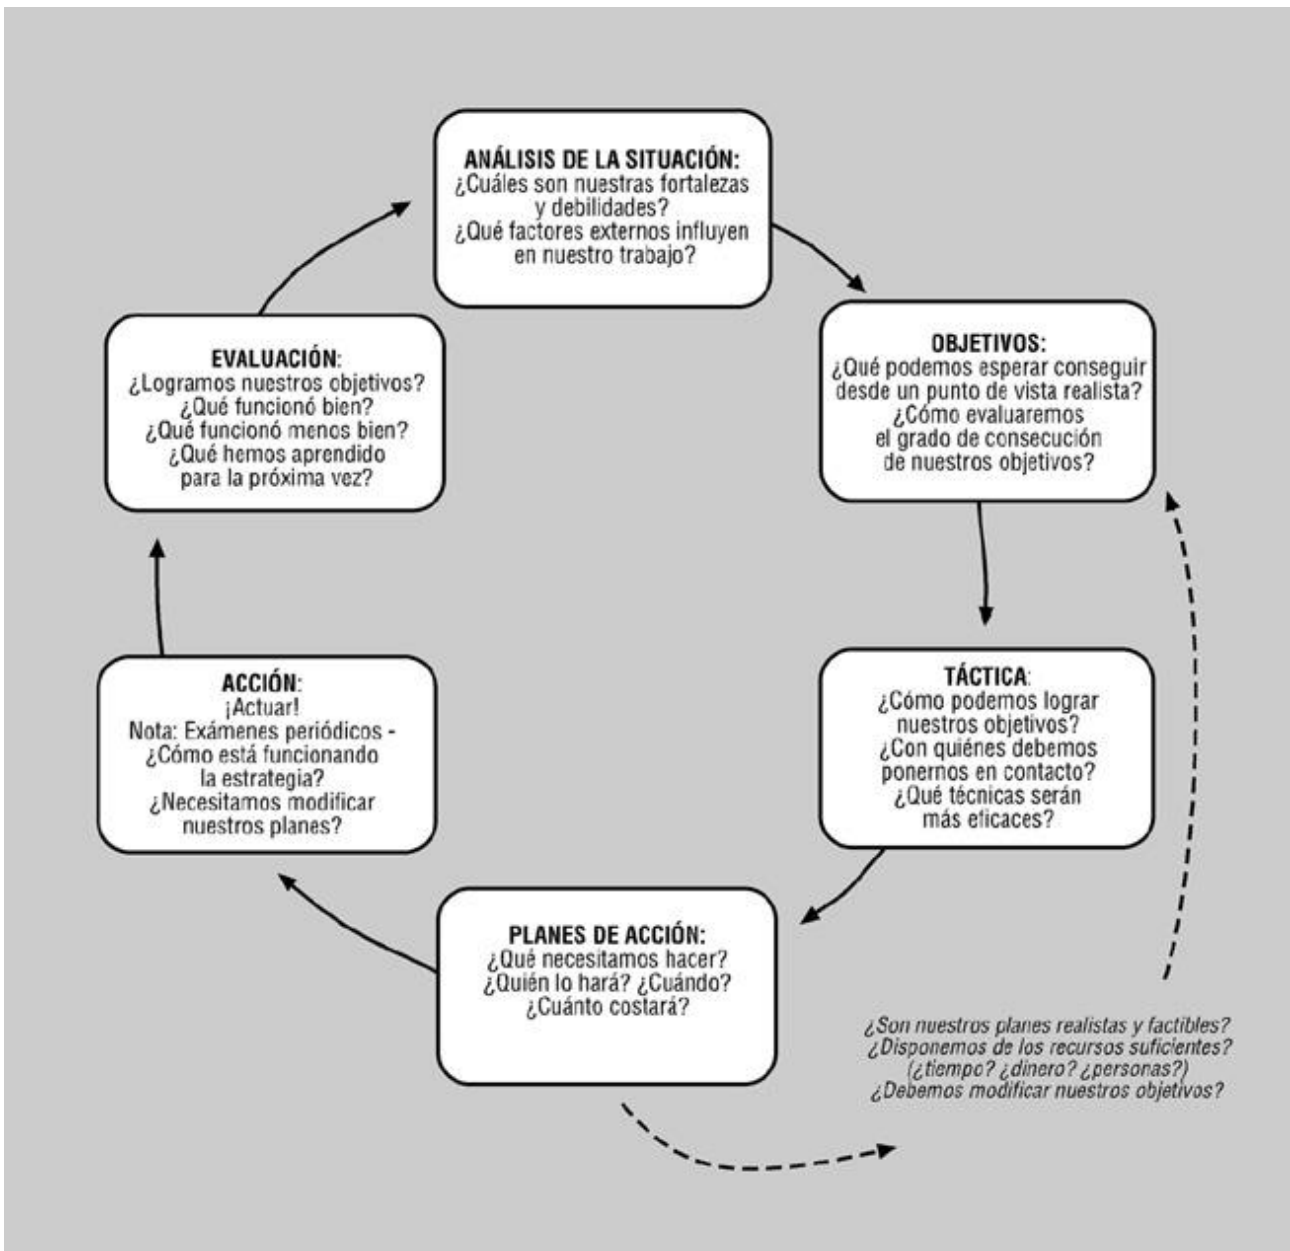 ANÁLISIS DE LA SITUACIÓN:
¿Cuáles son nuestras fortalezas
y debilidades?
¿Qué factores externos influyen
en nuestro trabajo?
OBJETIVOS:
¿Qué podemos esperar conseguir
desde un punto de vista realista?
¿Cómo evaluaremos
el grado de consecución
de nuestros objetivos?
TÁCTICA:
¿Cómo podemos lograr
nuestros objetivos?
¿Con quiénes debemos
ponernos en contacto?
¿Qué técnicas serán
más eficaces?
PLANES DE ACCIÓN:
¿Qué necesitamos hacer?
¿Quién lo hará? ¿Cuándo?
¿Cuánto costará?
¿Son nuestros planes realistas y factibles?
¿Disponemos de los recursos suficientes?
(¿tiempo? ¿dinero? ¿personas?)
¿Debemos modificar nuestros objetivos?
ACCIÓN:
¡Actuar!
Nota: Exámenes periódicos -
¿Cómo está funcionando
la estrategia?
¿Necesitamos modificar
nuestros planes?
EVALUACIÓN:
¿Logramos nuestros objetivos?
¿Qué funcionó bien?
¿Qué funcionó menos bien?
¿Qué hemos aprendido
para la próxima vez?